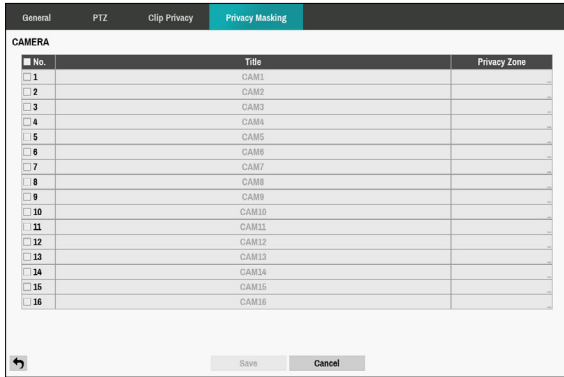 General PTZ Clip Privacy Privacy Masking
CAMERA
No. Title Privacy Zone
1 CAM1 ...
2 CAM2 ...
3 CAM3 ...
4 CAM4 ...
5 CAM5 ...
6 CAM6 ...
7 CAM7 ...
8 CAM8 ...
9 CAM9 ...
10 CAM10 ...
11 CAM11 ...
12 CAM12 ...
13 CAM13 ...
14 CAM14 ...
15 CAM15 ...
16 CAM16 ...
Save Cancel